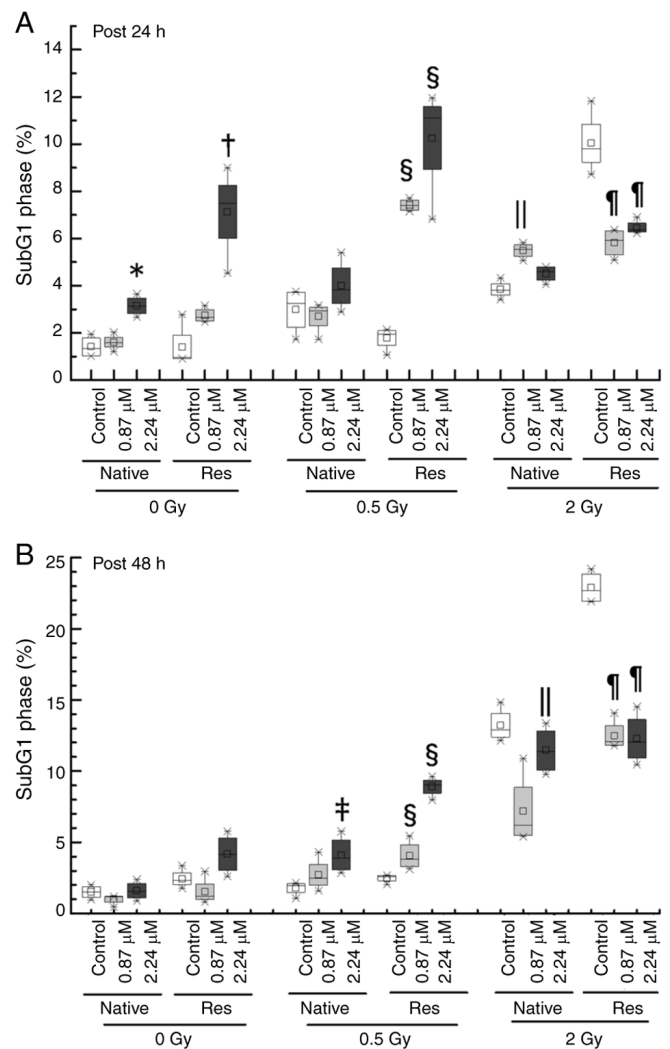 A
Post 24 h
SubG1 phase (%)
14
12
10
8
6
4
2
0
*
†
§
§
||
¶
¶
Control
0.87 μM
2.24 μM
Control
0.87 μM
2.24 μM
Control
0.87 μM
2.24 μM
Control
0.87 μM
2.24 μM
Control
0.87 μM
2.24 μM
Control
0.87 μM
2.24 μM
Native Res Native Res Native Res
0 Gy 0.5 Gy 2 Gy
B
Post 48 h
SubG1 phase (%)
25
20
15
10
5
0
‡
§
§
||
¶
¶
Control
0.87 μM
2.24 μM
Control
0.87 μM
2.24 μM
Control
0.87 μM
2.24 μM
Control
0.87 μM
2.24 μM
Control
0.87 μM
2.24 μM
Control
0.87 μM
2.24 μM
Native Res Native Res Native Res
0 Gy 0.5 Gy 2 Gy